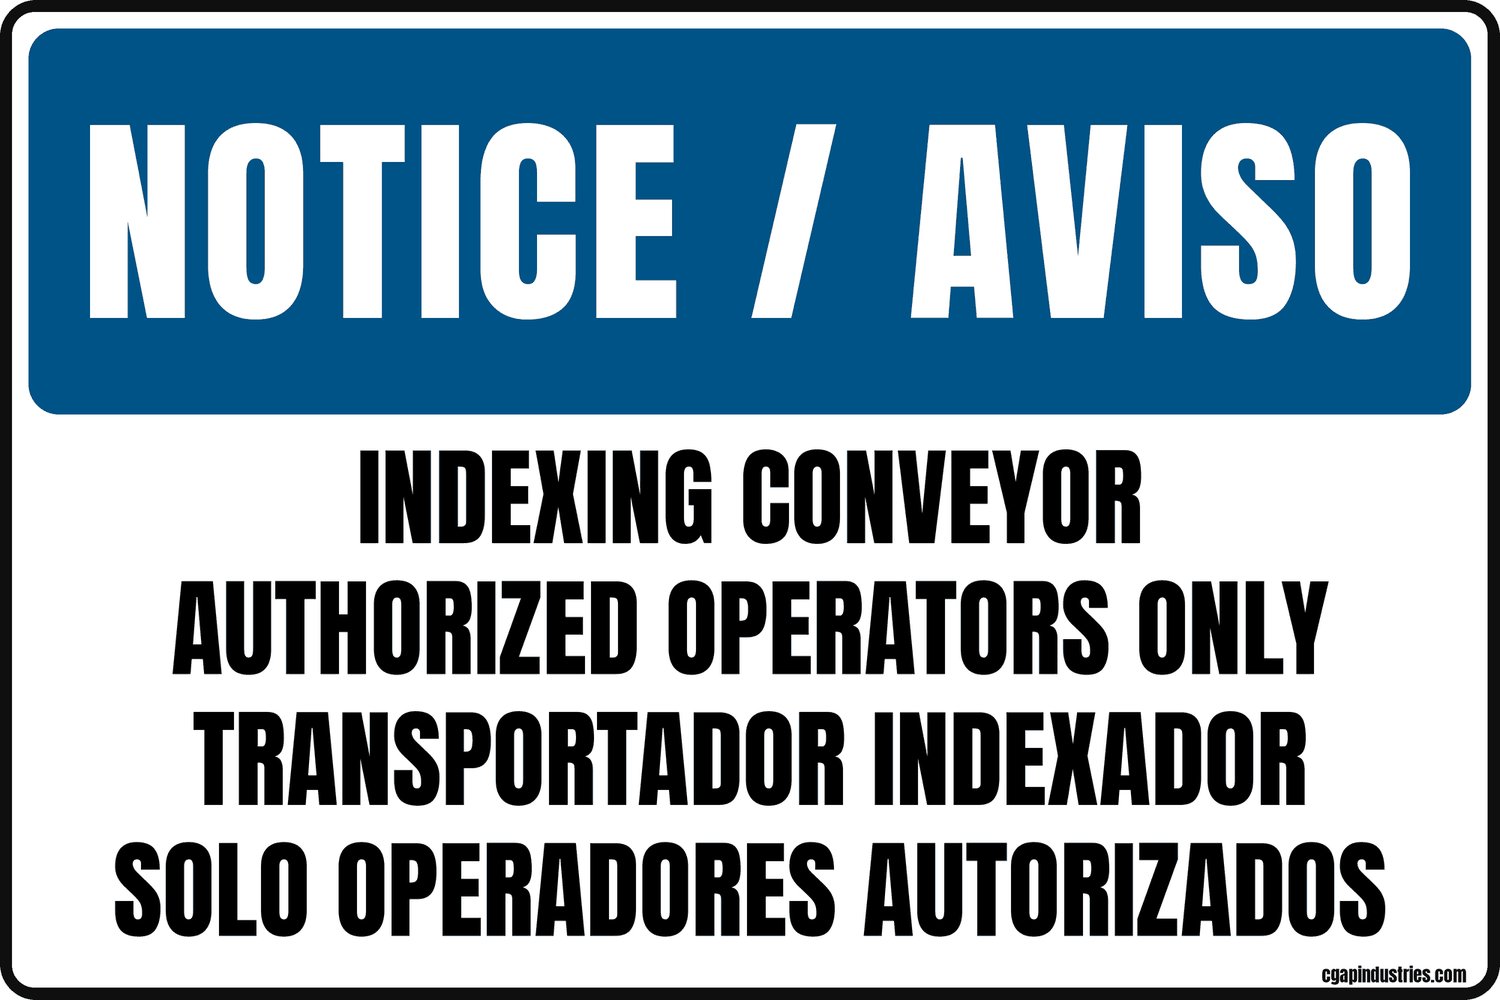 NOTICE / AVISO
INDEXING CONVEYOR
AUTHORIZED OPERATORS ONLY
TRANSPORTADOR INDEXADOR
SOLO OPERADORES AUTORIZADOS
cgapindustries.com